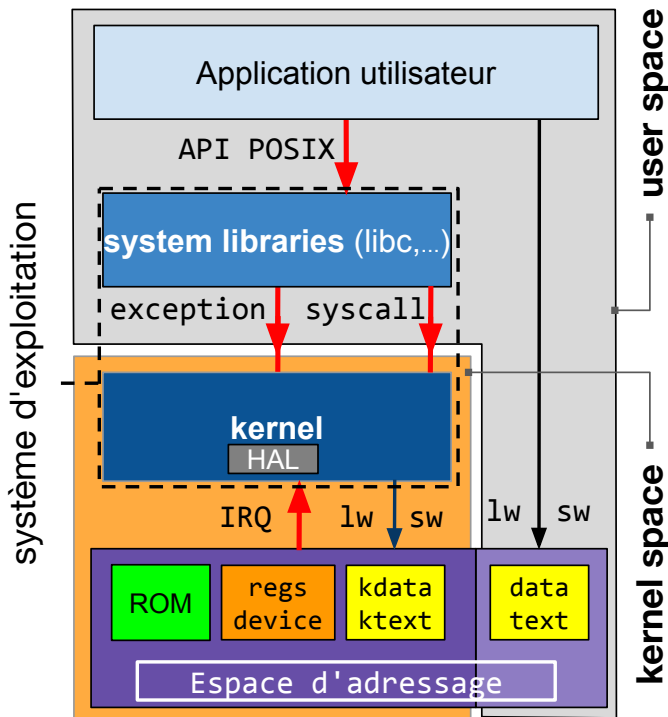 Application utilisateur
user space
API POSIX
système d'exploitation
system libraries (libc,...)
exception syscall
kernel
HAL
IRQ lw sw lw sw
kernel space
ROM
regs
device
kdata
ktext
data
text
Espace d'adressage